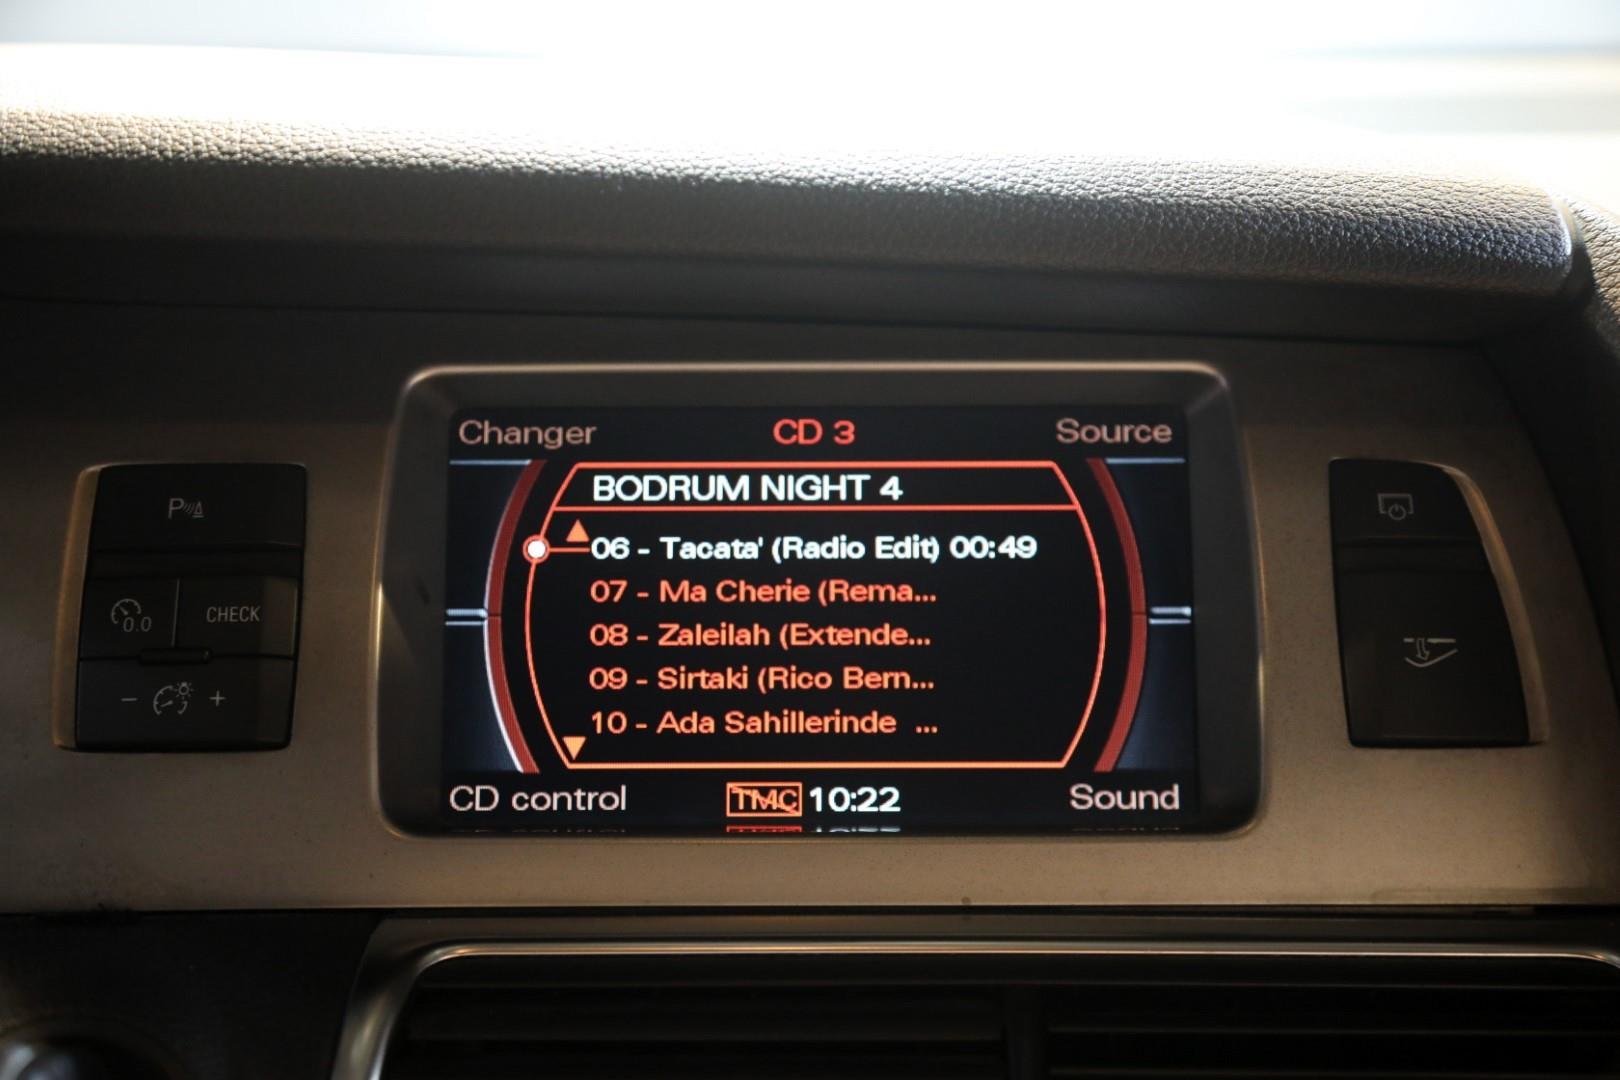 Changer CD 3 Source
BODRUM NIGHT 4
06 - Tacata' (Radio Edit) 00:49
07 - Ma Cherie (Rema...
08 - Zaleilah (Extende...
09 - Sirtaki (Rico Bern...
10 - Ada Sahillerinde ...
CD control TMC 10:22 Sound
P
0.0 CHECK
- +